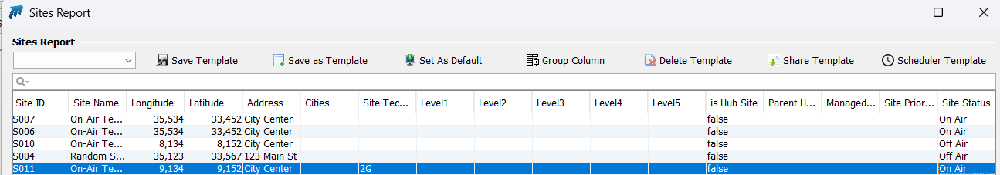 Sites Report
Sites Report
Save Template Save as Template Set As Default Group Column Delete Template Share Template Scheduler Template
Site ID Site Name Longitude Latitude Address Cities Site Tec... Level1 Level2 Level3 Level4 Level5 is Hub Site Parent H... Managed... Site Prior... Site Status
S007 On-Air Te... 35,534 33,452 City Center false On Air
S006 On-Air Te... 35,534 33,452 City Center false On Air
S010 On-Air Te... 8,134 8,152 City Center false Off Air
S004 Random S... 35,123 33,567 123 Main St false Off Air
S011 On-Air Te... 9,134 9,152 City Center 2G false On Air